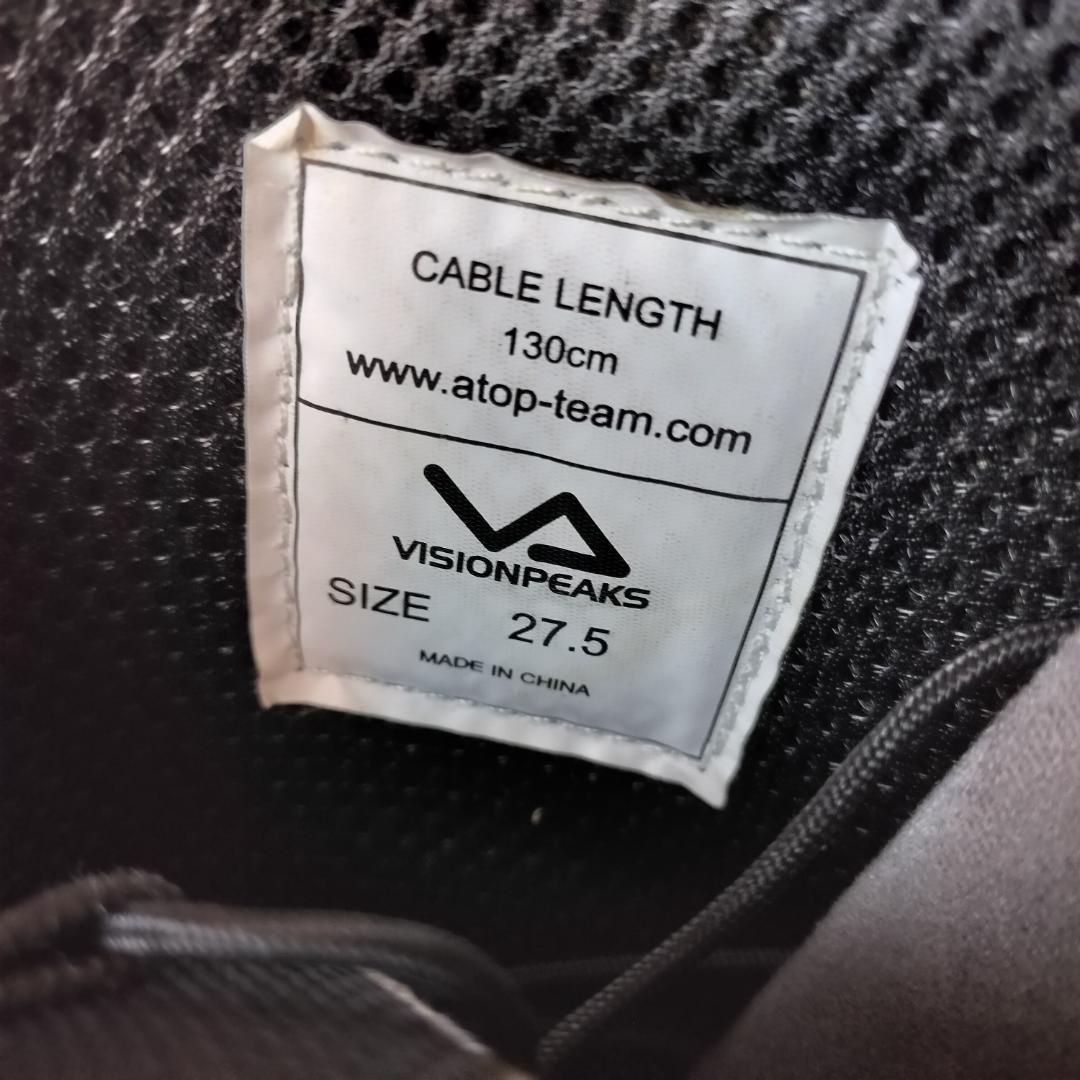 CABLE LENGTH
130cm
www.atop-team.com
VISIONPEAKS
SIZE 27.5
MADE IN CHINA